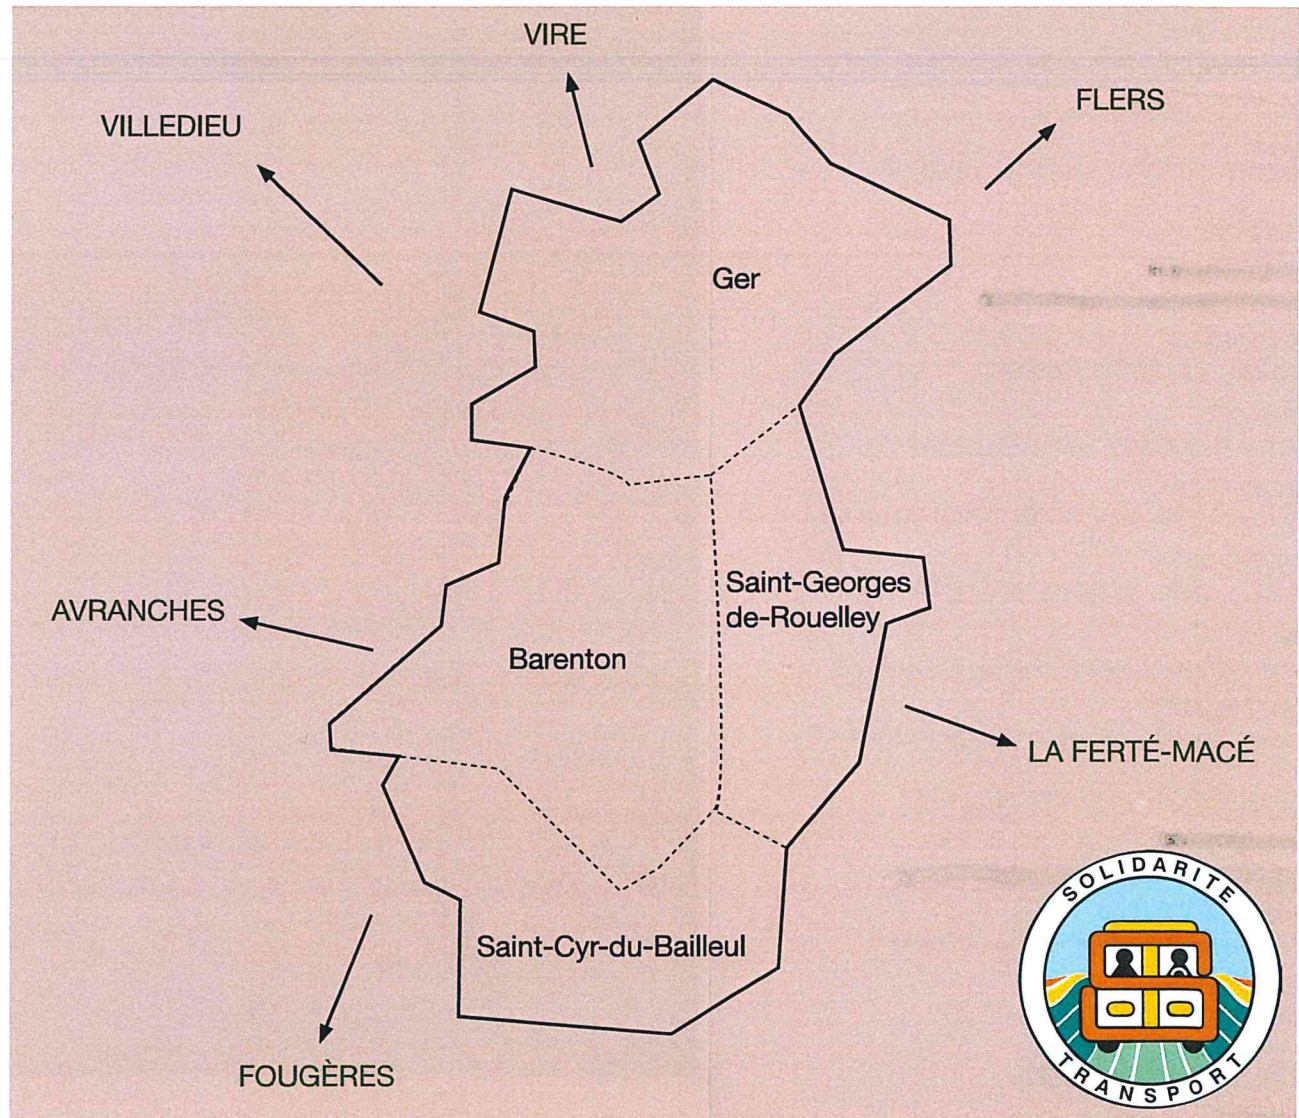 VIRE
FLERS
VILLEDIEU
Ger
Saint-Georges
de-Rouelley
AVRANCHES
Barenton
LA FERTÉ-MACÉ
SOLIDARITE
TRANSPORT
Saint-Cyr-du-Bailleul
FOUGÈRES